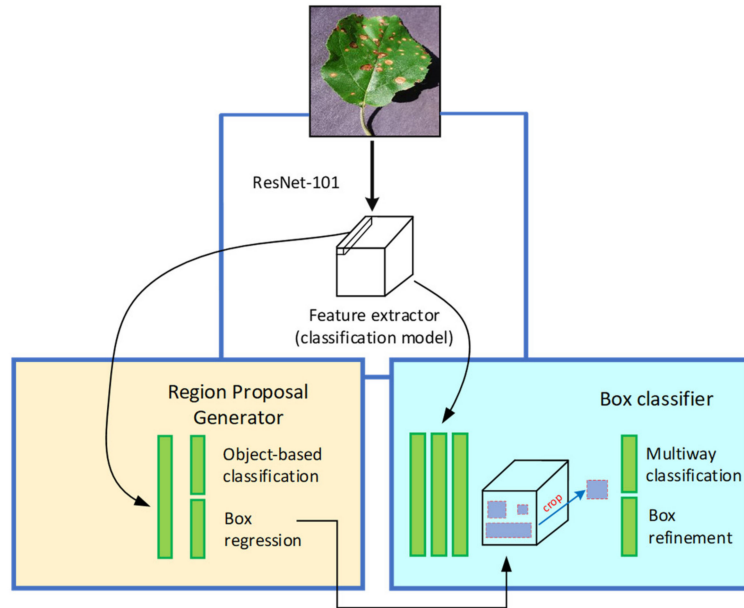 ResNet-101
Feature extractor
(classification model)
Region Proposal
Generator
Object-based
classification
Box
regression
Box classifier
crop
Multiway
classification
Box
refinement